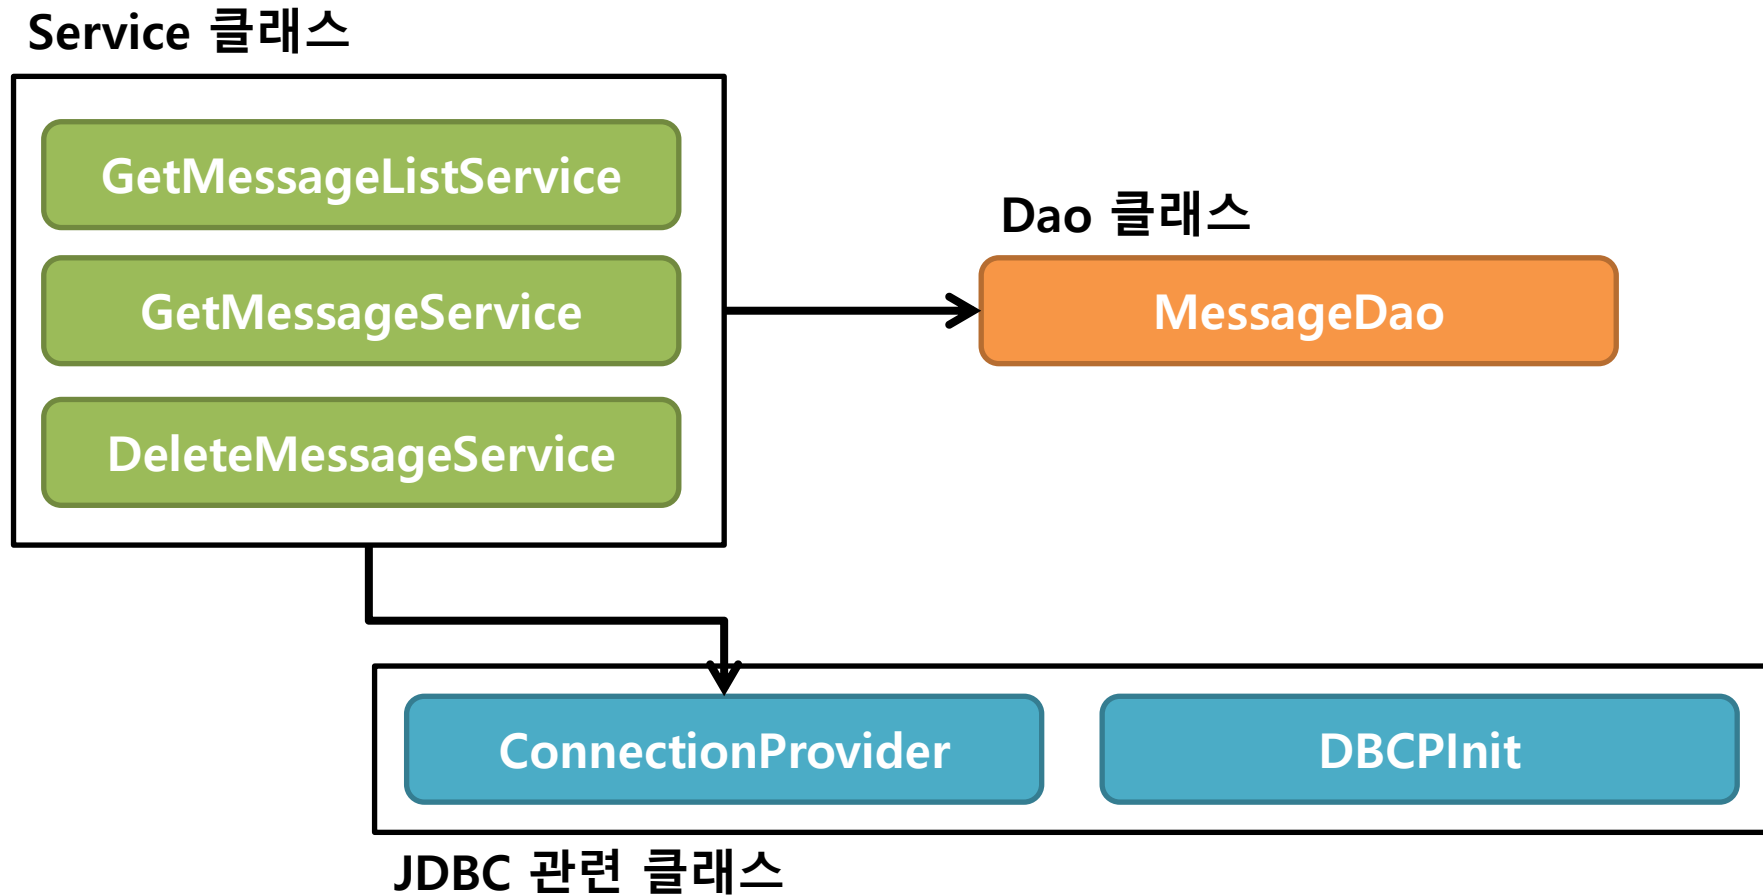 Service 클래스
GetMessageListService
GetMessageService
DeleteMessageService
Dao 클래스
MessageDao
ConnectionProvider
DBCPInit
JDBC 관련 클래스